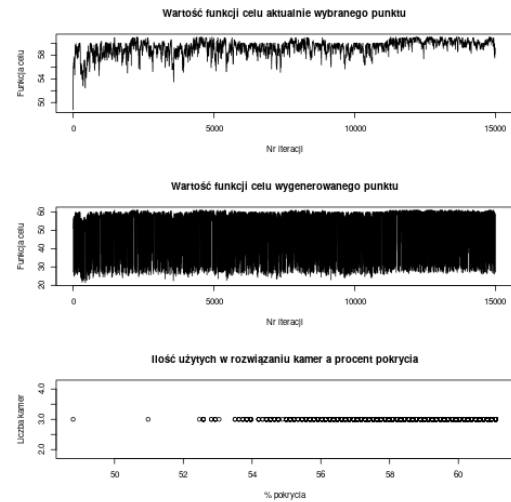 Wartość funkcji celu aktualnie wybranego punktu
Funkcja celu
50 54 58
0 5000 10000 15000
Nr iteracji
Wartość funkcji celu wygenerowanego punktu
Funkcja celu
20 30 40 50 60
0 5000 10000 15000
Nr iteracji
Ilość użytych w rozwiązaniu kamer a procent pokrycia
Liczba kamer
2.0 3.0 4.0
50 52 54 56 58 60
% pokrycia